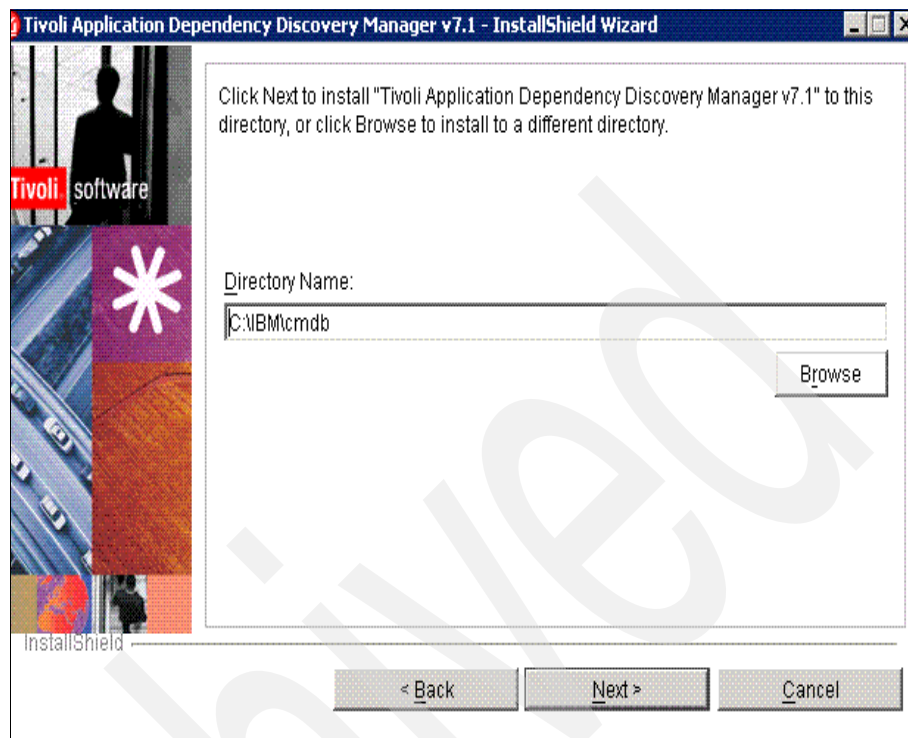 Tivoli Application Dependency Discovery Manager v7.1 - InstallShield Wizard
Click Next to install "Tivoli Application Dependency Discovery Manager v7.1" to this
directory, or click Browse to install to a different directory.
Tivoli software
Directory Name:
C:\IBM\cmdb
Browse
InstallShield
< Back
Next >
Cancel
hived